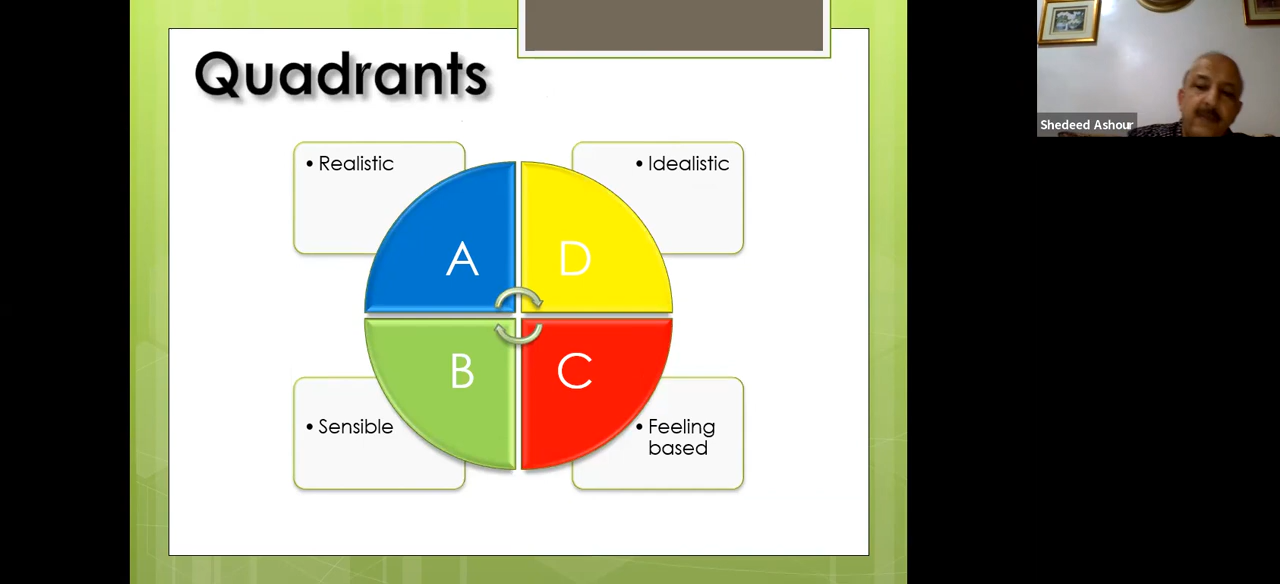 Quadrants
Shedeed Ashour
• Realistic
• Idealistic
A
D
B
C
• Sensible
• Feeling
based